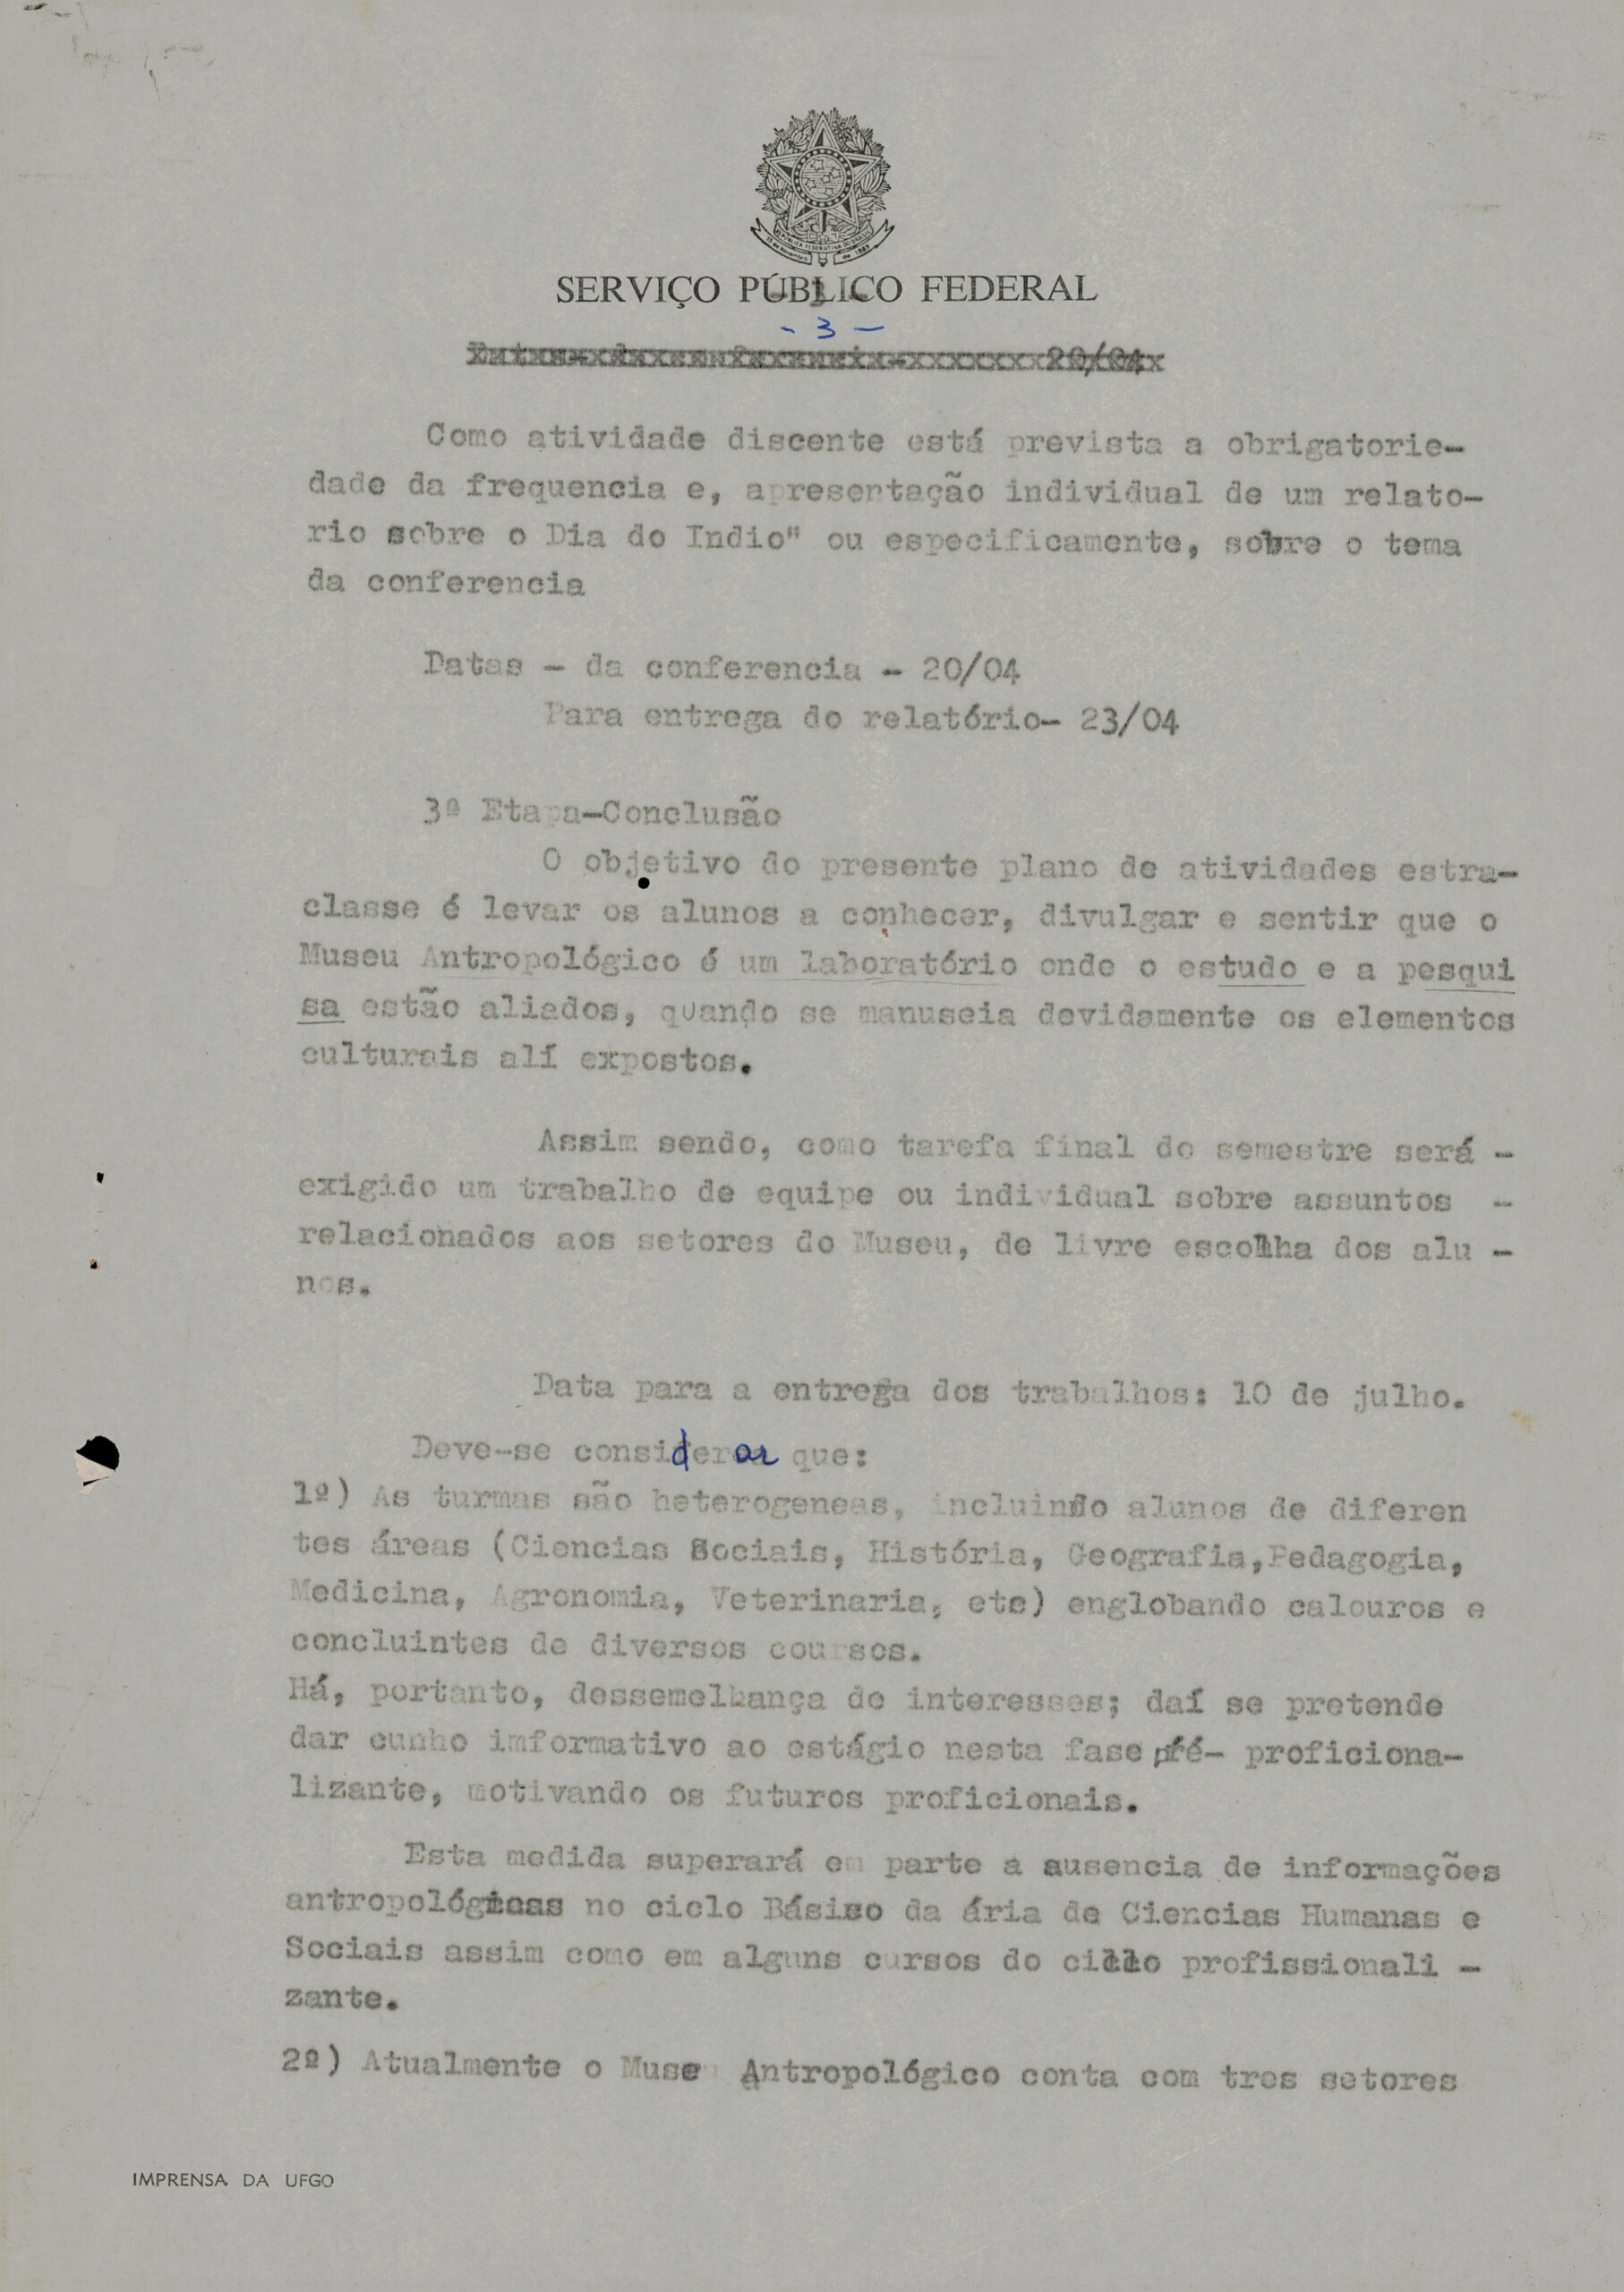 SERVIÇO PÚBLICO FEDERAL
- 3 -
20/04
Como atividade discente está prevista a obrigatorie-
dade da frequencia e, apresentação individual de um relato-
rio sobre o Dia do Indio" ou especificamente, sobre o tema
da conferencia
Datas - da conferencia - 20/04
Para entrega do relatório- 23/04
3ª Etapa-Conclusão
O objetivo do presente plano de atividades estra-
classe é levar os alunos a conhecer, divulgar e sentir que o
Museu Antropológico é um laboratório onde o estudo e a pesqui
sa estão aliados, quando se manuseia devidamente os elementos
culturais alí expostos.
Assim sendo, como tarefa final do semestre será -
exigido um trabalho de equipe ou individual sobre assuntos -
relacionados aos setores do Museu, de livre escolha dos alu -
nos.
Data para a entrega dos trabalhos: 10 de julho.
Deve-se considerar que:
1º) As turmas são heterogeneas, incluindo alunos de diferen
tes áreas (Ciencias Sociais, História, Geografia,Pedagogia,
Medicina, Agronomia, Veterinaria, etc) englobando calouros e
concluintes de diversos coursos.
Há, portanto, dessemelhança de interesses; daí se pretende
dar cunho imformativo ao estágio nesta fase pré- proficiona-
lizante, motivando os futuros proficionais.
Esta medida superará em parte a ausencia de informações
antropológicas no ciclo Básico da ária de Ciencias Humanas e
Sociais assim como em alguns cursos do ciclo profissionali -
zante.
2º) Atualmente o Museu Antropológico conta com tres setores
IMPRENSA DA UFGO